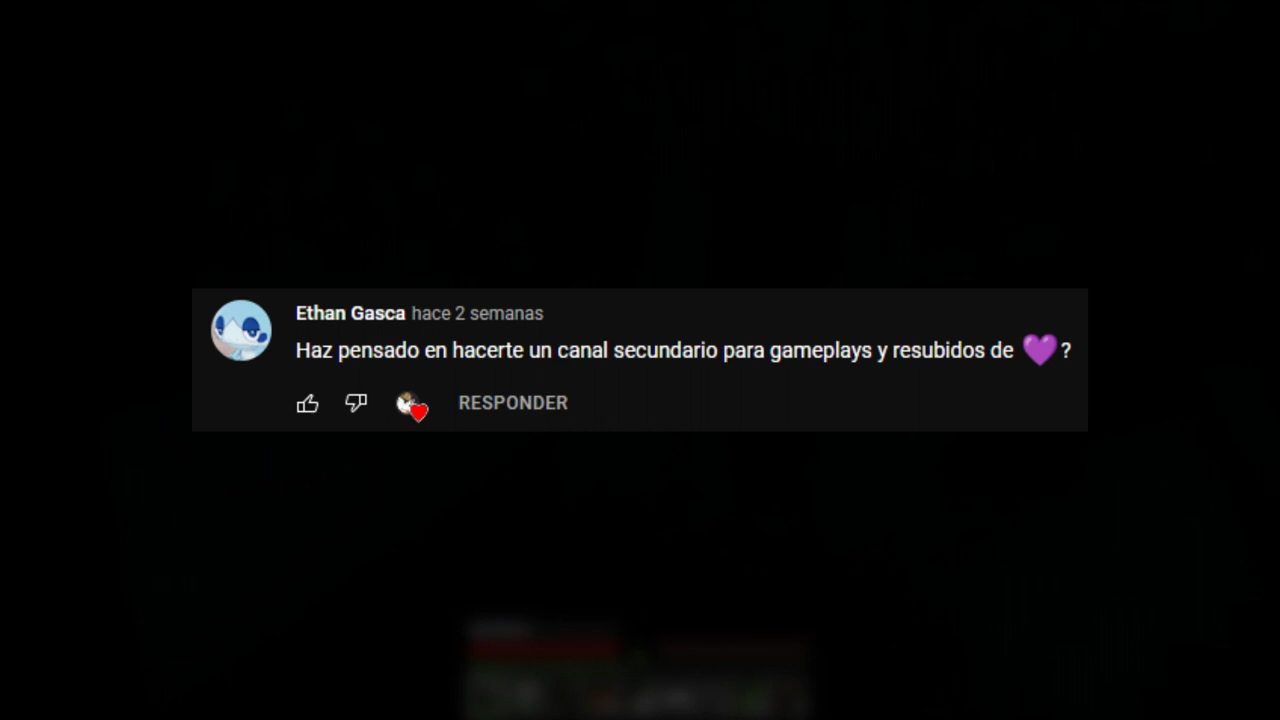 Ethan Gasca hace 2 semanas
Haz pensado en hacerte un canal secundario para gameplays y resubidos de 💜?
RESPONDER